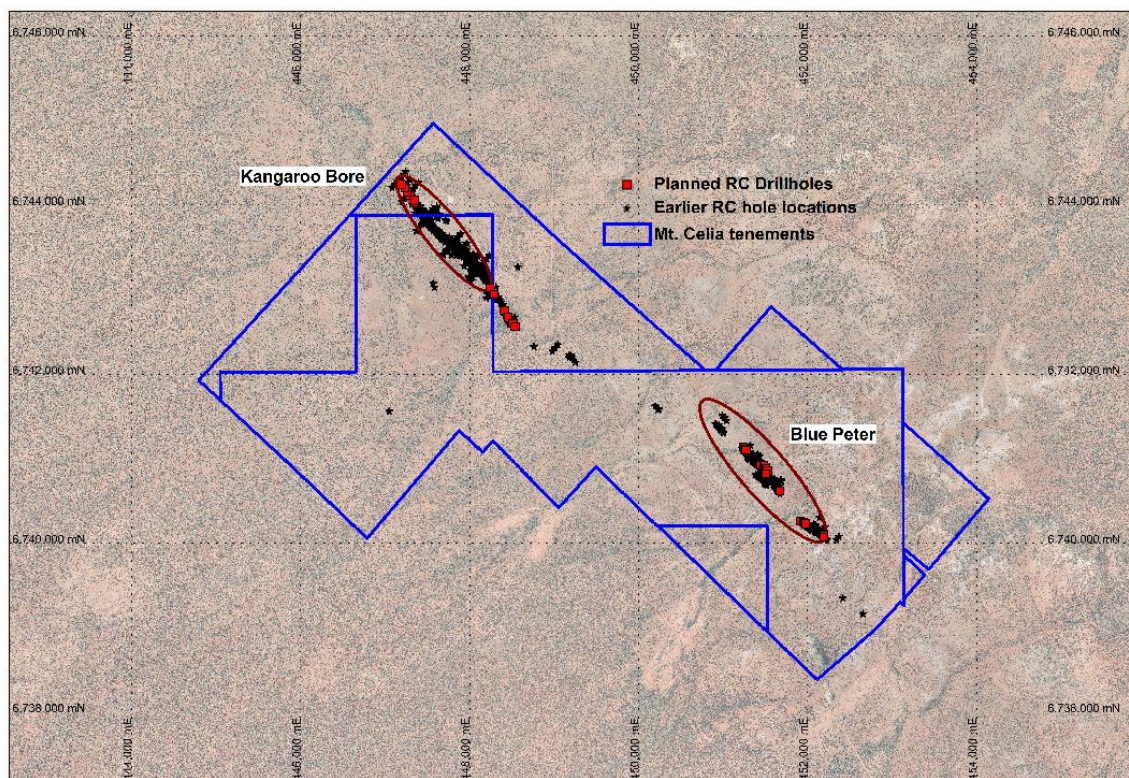 444.000 mE
446.000 mE
448.000 mE
450.000 mE
452.000 mE
454.000 mE
6.746.000 mN
6.746.000 mN
Kangaroo Bore
Planned RC Drillholes
6.744.000 mN
Earlier RC hole locations
6.744.000 mN
Mt. Celia tenements
6.742.000 mN
6.742.000 mN
Blue Peter
6.740.000 mN
6.740.000 mN
6.738.000 mN
6.738.000 mN
444.000 mE
446.000 mE
448.000 mE
450.000 mE
452.000 mE
454.000 mE